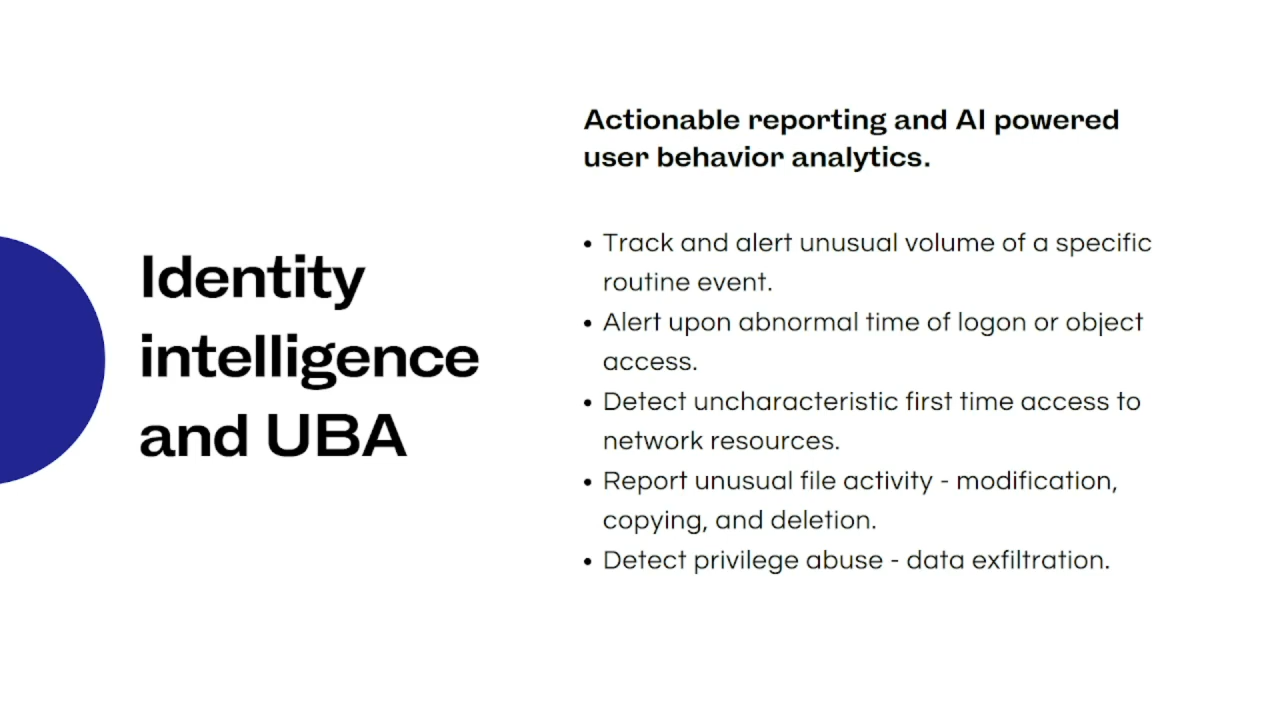 Identity
intelligence
and UBA
Actionable reporting and AI powered
user behavior analytics.
• Track and alert unusual volume of a specific
routine event.
• Alert upon abnormal time of logon or object
access.
• Detect uncharacteristic first time access to
network resources.
• Report unusual file activity - modification,
copying, and deletion.
• Detect privilege abuse - data exfiltration.